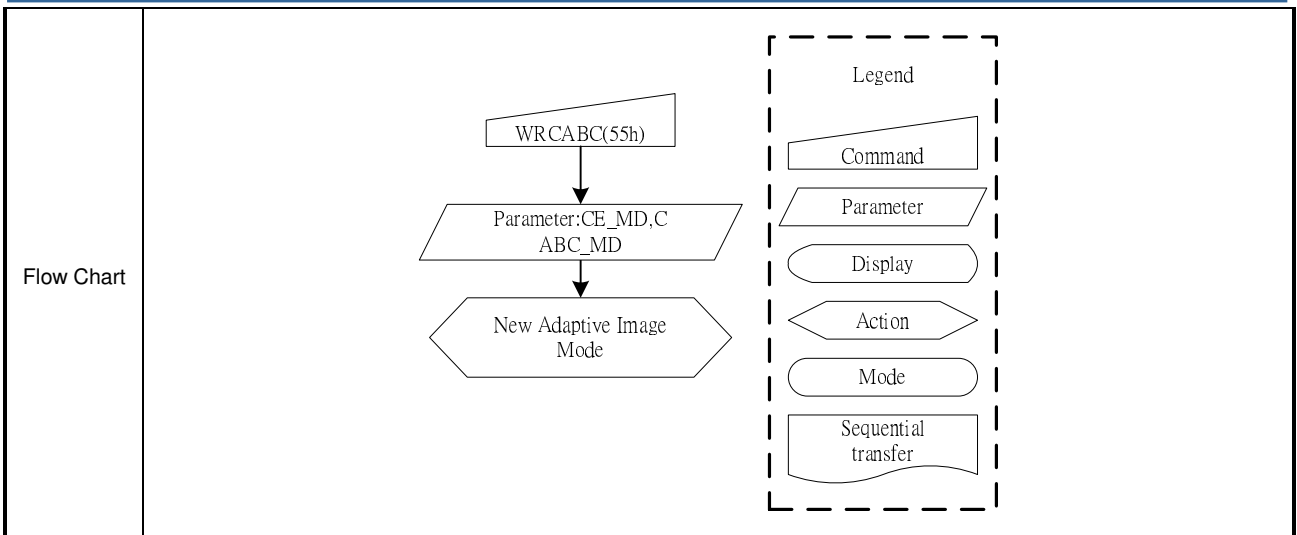 Flow Chart
WRCABC(55h)
Parameter:CE_MD,C
ABC_MD
New Adaptive Image
Mode
Legend
Command
Parameter
Display
Action
Mode
Sequential
transfer